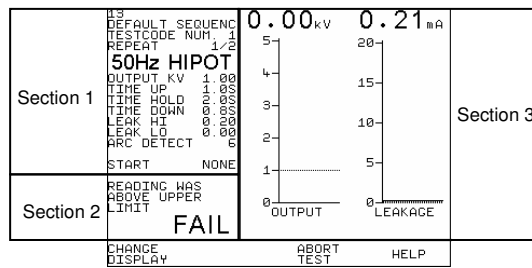 13
DEFAULT SEQUENC
TESTCODE NUM. 1
REPEAT 1/2
50Hz HIPOT
OUTPUT KV 1.00
TIME UP 1.0S
TIME HOLD 2.0S
TIME DOWN 0.8S
LEAK HI 0.20
LEAK LO 0.00
ARC DETECT 6
START NONE
Section 1
READING WAS
ABOVE UPPER
LIMIT
FAIL
Section 2
0.00kV 0.21mA
5
4
3
2
1
0
OUTPUT
20
10
5
0
LEAKAGE
Section 3
CHANGE
DISPLAY
ABORT
TEST
HELP